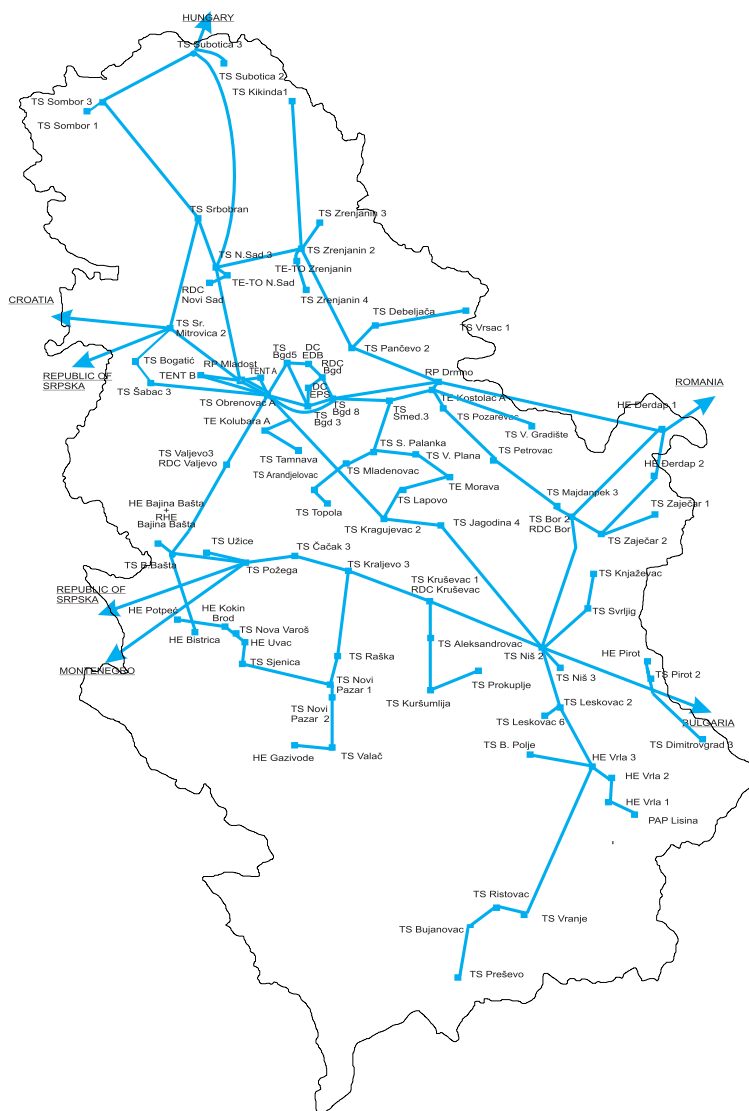 HUNGARY
TS Subotica 3
TS Subotica 2
TS Kikinda1
TS Sombor 3
TS Sombor 1
TS Srbobran
TS Zrenjanin 3
TS N.Sad 3
TS Zrenjanin 2
TE-TO Zrenjanin
TE-TO N.Sad
RDC
Novi Sad
TS Zrenjanin 4
CROATIA
TS Debeljača
TS Vrsac 1
TS Sr.
Mitrovica 2
TS Pančevo 2
TS Bogatić
RP Mladost
TS
Bgd5
DC
EDB
RDC
Bgd
REPUBLIC OF
SRPSKA
TENT B
TENT A
RP Drmno
ROMANIA
TS Šabac 3
DC
EPS
TE Kostolac A
TS Obrenovac A
TS
Bgd 3
TS
Bgd 8
TS
Smed.3
TS Pozarevac
HE Đerdap 1
TE Kolubara A
TS V. Gradište
TS Petrovac
TS Valjevo3
RDC Valjevo
TS Tamnava
TS S. Palanka
TS V. Plana
HE Đerdap 2
TS Arandjelovac
TS Mladenovac
TE Morava
TS Majdanpek 3
TS Lapovo
TS Zaječar 1
HE Bajina Bašta
+
RHE
Bajina Bašta
TS Topola
TS Kragujevac 2
TS Jagodina 4
TS Bor 2
RDC Bor
TS Zaječar 2
TS Užice
TS B.Bašta
TS Požega
TS Čačak 3
TS Kraljevo 3
TS Kruševac 1
RDC Kruševac
TS Knjaževac
REPUBLIC OF
SRPSKA
HE Potpeć
HE Kokin
Brod
TS Svrljig
TS Nova Varoš
HE Bistrica
HE Uvac
TS Aleksandrovac
TS Niš 2
HE Pirot
MONTENEGRO
TS Sjenica
TS Raška
TS Niš 3
TS Pirot 2
TS Novi
Pazar 1
TS Prokuplje
TS Kuršumlija
TS Leskovac 2
TS Novi
Pazar 2
TS Leskovac 6
BULGARIA
TS B. Polje
TS Dimitrovgrad 3
HE Gazivode
TS Valač
HE Vrla 3
HE Vrla 2
HE Vrla 1
PAP Lisina
TS Ristovac
TS Vranje
TS Bujanovac
TS Preševo